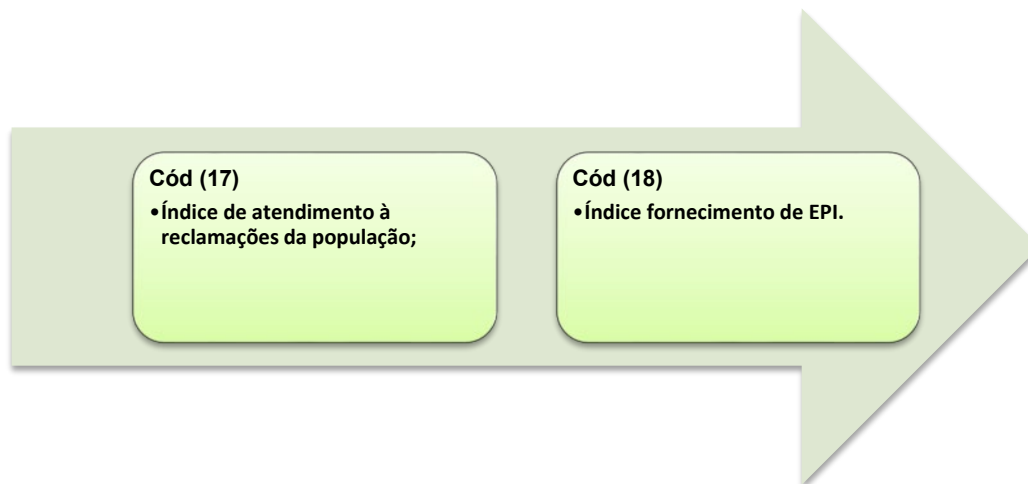 Cód (17)
•Índice de atendimento à
reclamações da população;
Cód (18)
•Índice fornecimento de EPI.